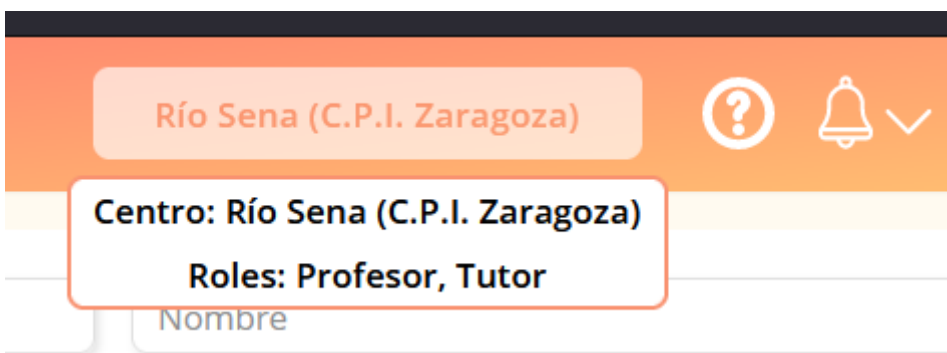 Río Sena (C.P.I. Zaragoza)
Centro: Río Sena (C.P.I. Zaragoza)
Roles: Profesor, Tutor
Nombre